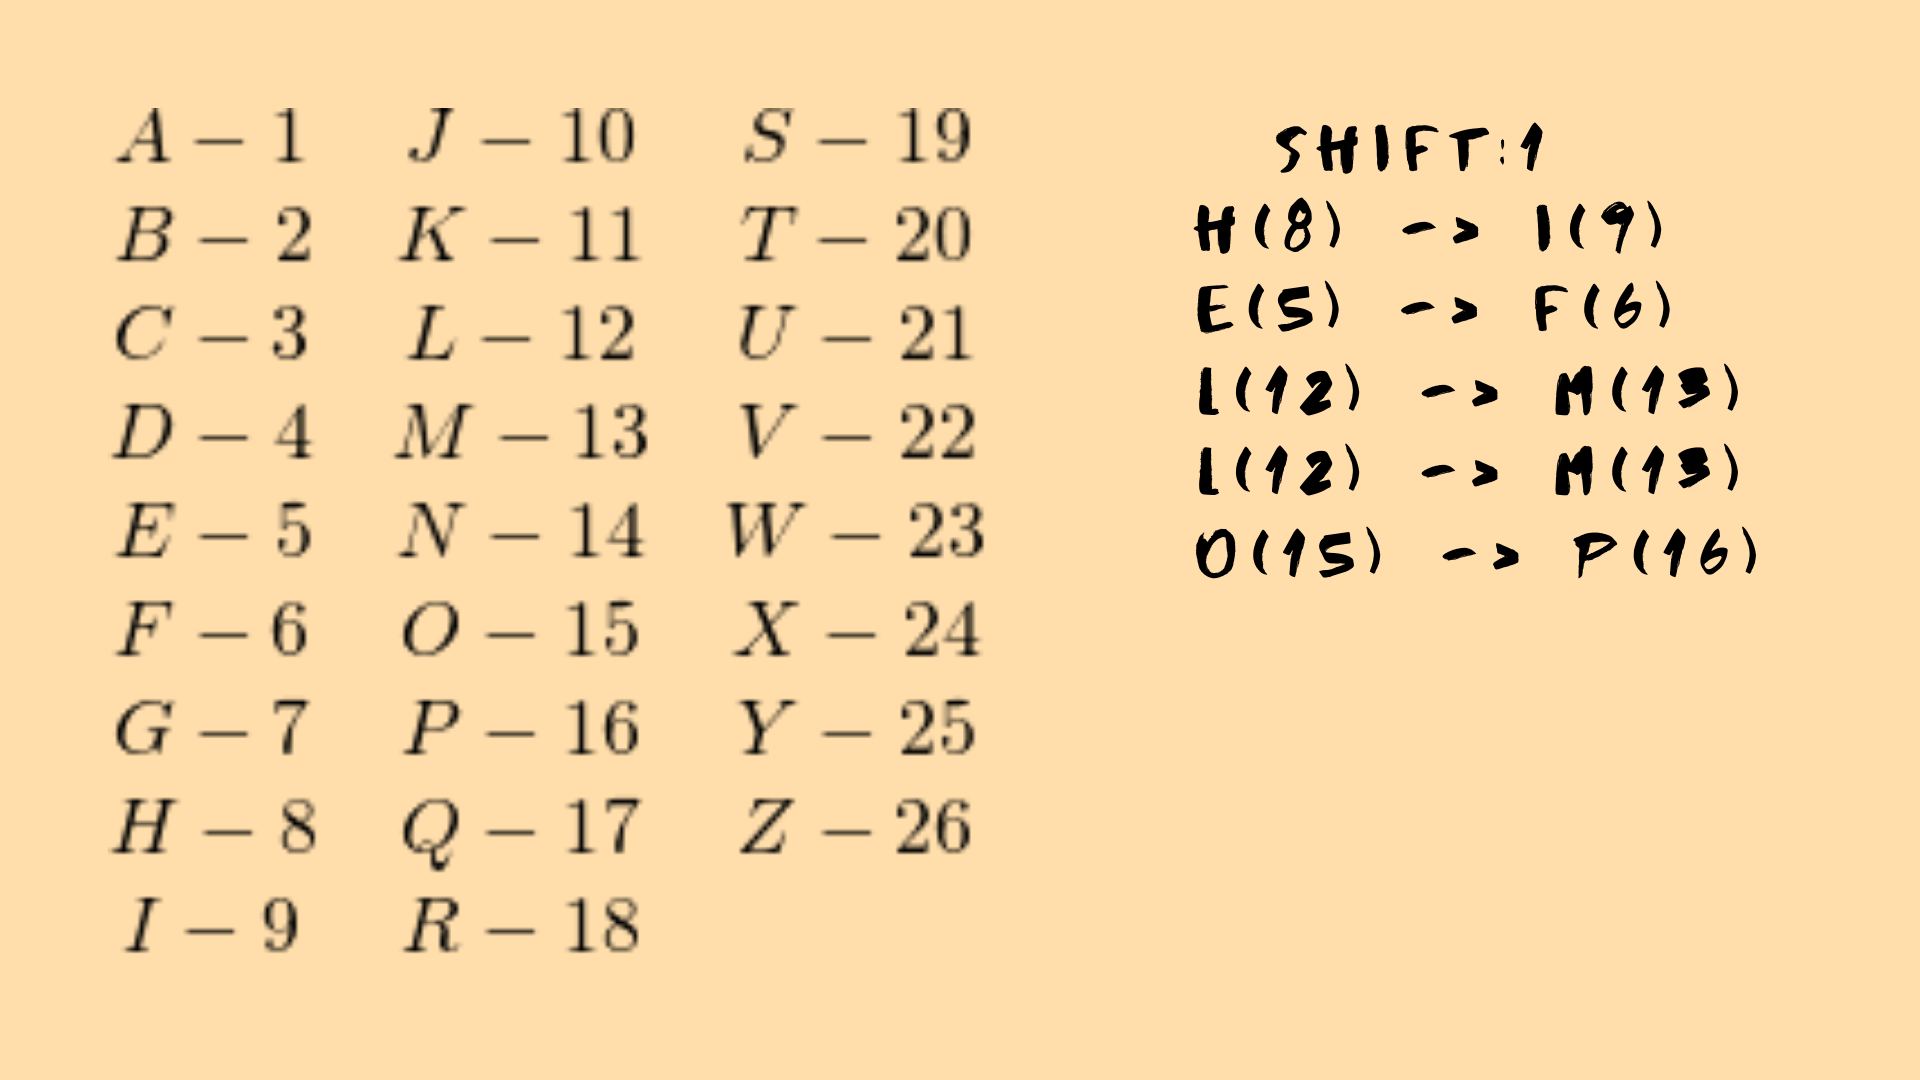 A – 1 J – 10 S – 19
B – 2 K – 11 T – 20
C – 3 L – 12 U – 21
D – 4 M – 13 V – 22
E – 5 N – 14 W – 23
F – 6 O – 15 X – 24
G – 7 P – 16 Y – 25
H – 8 Q – 17 Z – 26
I – 9 R – 18
SHIFT:1
H(8) -> I(9)
E(5) -> F(6)
L(12) -> M(13)
L(12) -> M(13)
O(15) -> P(16)